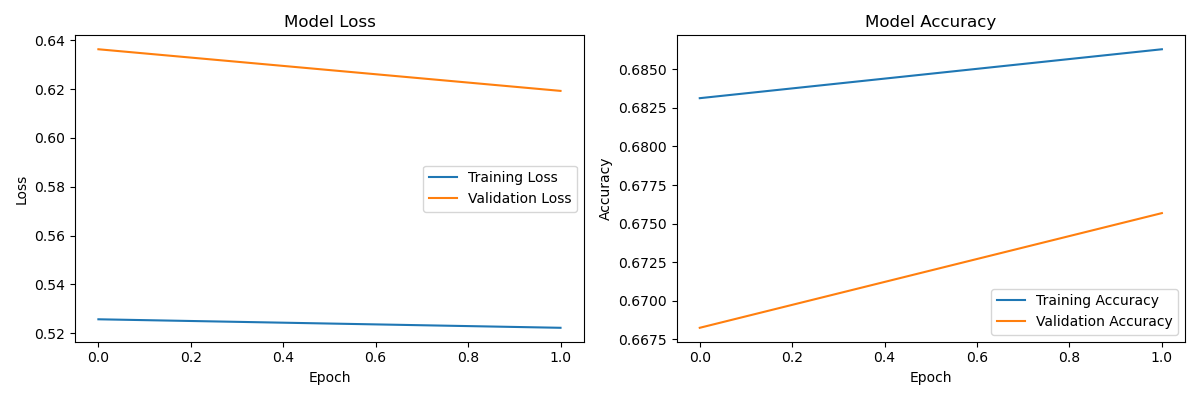 Model Loss
0.64
0.62
0.60
0.58
0.56
0.54
0.52
Loss
Training Loss
Validation Loss
0.0 0.2 0.4 0.6 0.8 1.0
Epoch
Model Accuracy
0.6850
0.6825
0.6800
0.6775
0.6750
0.6725
0.6700
0.6675
Accuracy
Training Accuracy
Validation Accuracy
0.0 0.2 0.4 0.6 0.8 1.0
Epoch